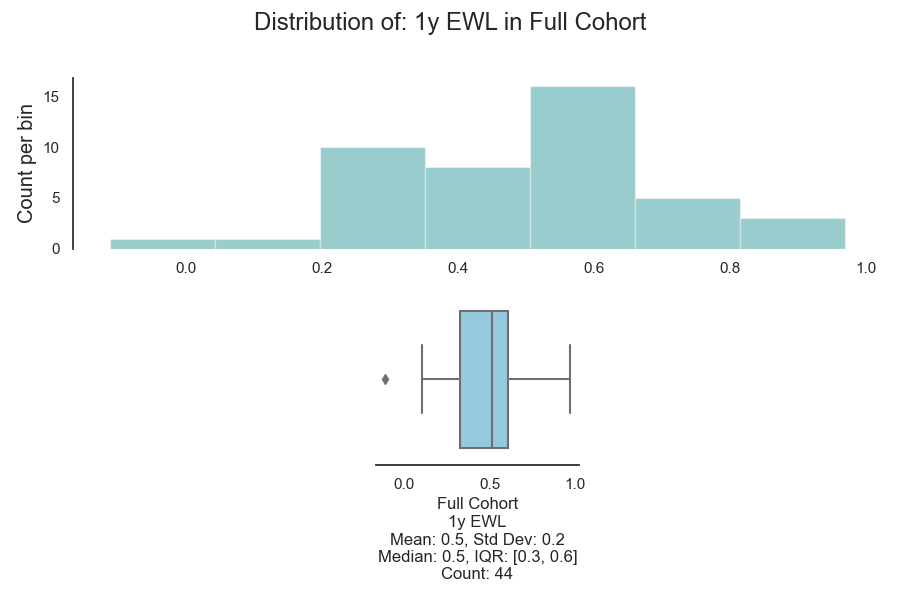 Distribution of: 1y EWL in Full Cohort
Count per bin
15
10
5
0
0.0 0.2 0.4 0.6 0.8 1.0
0.0 0.5 1.0
Full Cohort
1y EWL
Mean: 0.5, Std Dev: 0.2
Median: 0.5, IQR: [0.3, 0.6]
Count: 44